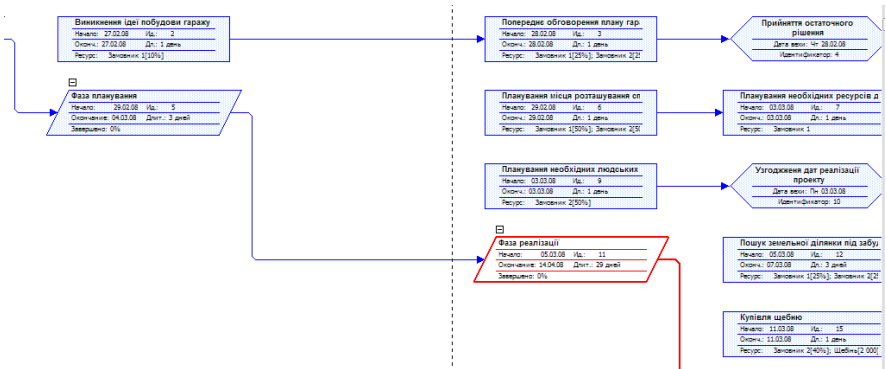 Виникнення ідеї побудови гаражу
Начало: 27.02.08 Ид.: 2
Оконч.: 27.02.08 Дл.: 1 день
Ресурс: Замовник 1[10%]
Попереднє обговорення плану гара
Начало: 28.02.08 Ид.: 3
Оконч.: 28.02.08 Дл.: 1 день
Ресурс: Замовник 1[25%]; Замовник 2[25
Прийняття остаточного
рішення
Дата вехи: Чт 28.02.08
Идентификатор: 4
Фаза планування
Начало: 29.02.08 Ид.: 5
Окончание: 04.03.08 Длит.: 3 дней
Завершено: 0%
Планування місця розташування сп
Начало: 29.02.08 Ид.: 6
Оконч.: 29.02.08 Дл.: 1 день
Ресурс: Замовник 1[50%]; Замовник 2[50
Планування необхідних ресурсів д
Начало: 03.03.08 Ид.: 7
Оконч.: 03.03.08 Дл.: 1 день
Ресурс: Замовник 1
Планування необхідних людських
Начало: 03.03.08 Ид.: 9
Оконч.: 03.03.08 Дл.: 1 день
Ресурс: Замовник 2[50%]
Узгодження дат реалізації
проекту
Дата вехи: Пн 03.03.08
Идентификатор: 10
Фаза реалізації
Начало: 05.03.08 Ид.: 11
Окончание: 14.04.08 Длит.: 29 дней
Завершено: 0%
Пошук земельної ділянки під забуд
Начало: 05.03.08 Ид.: 12
Оконч.: 07.03.08 Дл.: 3 дней
Ресурс: Замовник 1[25%]; Замовник 2[25
Купівля щебню
Начало: 11.03.08 Ид.: 15
Оконч.: 11.03.08 Дл.: 1 день
Ресурс: Замовник 2[40%]; Щебінь[2 000]